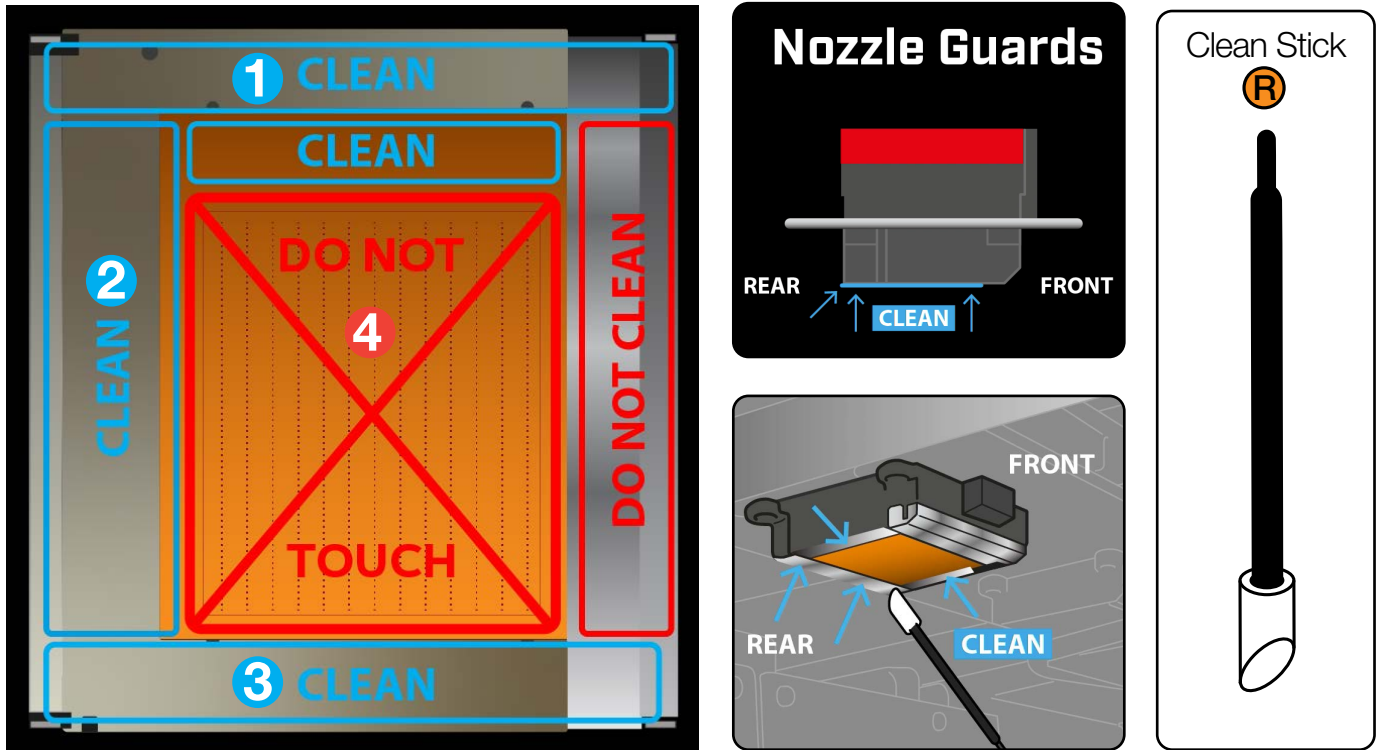 1 CLEAN
CLEAN
2 CLEAN
DO NOT
4
TOUCH
DO NOT CLEAN
3 CLEAN
Nozzle Guards
REAR
FRONT
CLEAN
FRONT
REAR
CLEAN
Clean Stick
R